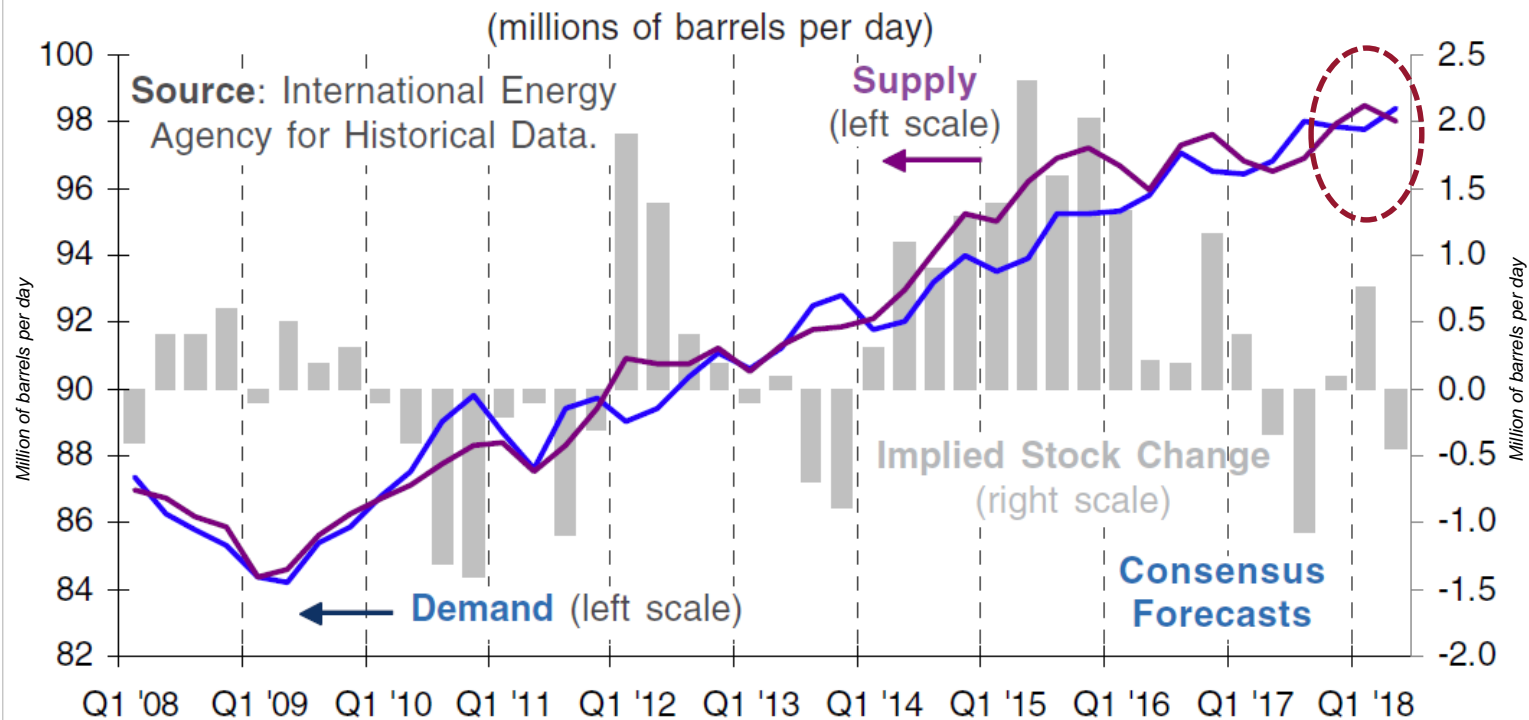 (millions of barrels per day)
100
98
96
94
92
90
88
86
84
82
Million of barrels per day
Source: International Energy
Agency for Historical Data.
Supply
(left scale)
Demand (left scale)
Implied Stock Change
(right scale)
Consensus
Forecasts
2.5
2.0
1.5
1.0
0.5
0.0
-0.5
-1.0
-1.5
-2.0
Million of barrels per day
Q1 '08 Q1 '09 Q1 '10 Q1 '11 Q1 '12 Q1 '13 Q1 '14 Q1 '15 Q1 '16 Q1 '17 Q1 '18